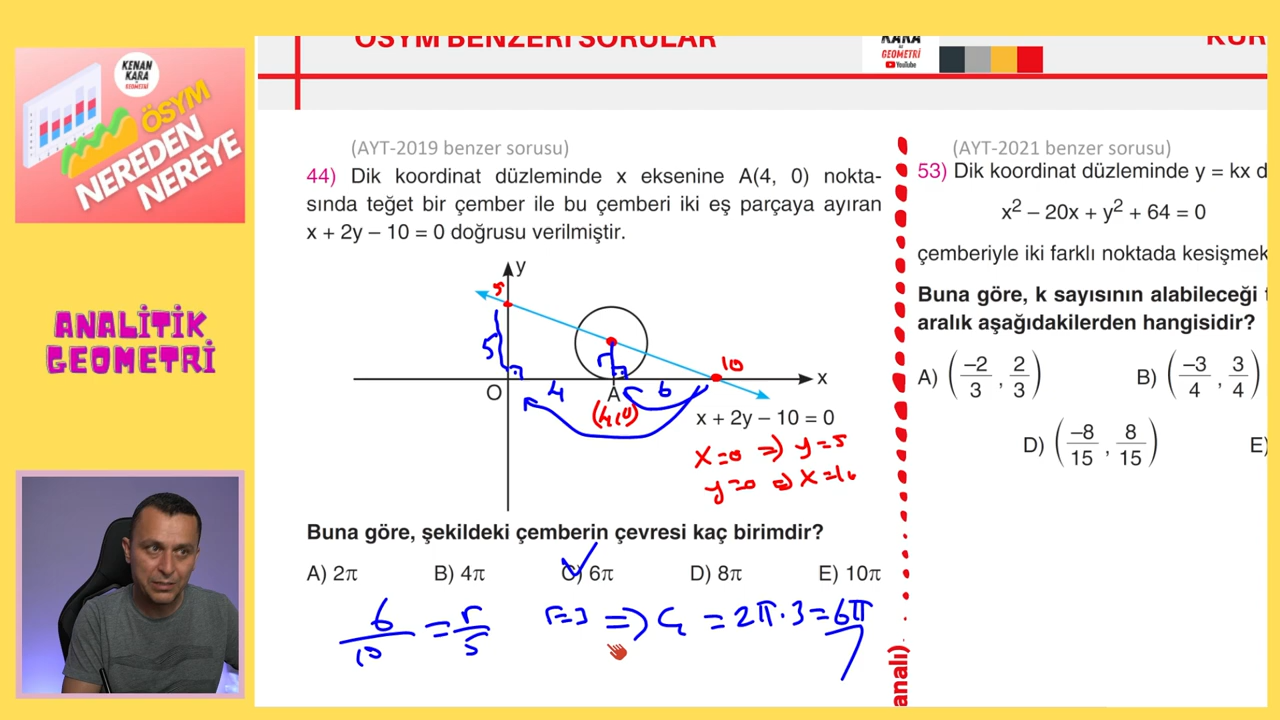 ÖSYM BENZERİ SORULAR
KARA
GEOMETRİ
YouTube
KUR
KENAN
KARA
GEOMETRİ
ÖSYM
NEREDEN
NEREYE
ANALİTİK
GEOMETRİ
(AYT-2019 benzer sorusu)
44) Dik koordinat düzleminde x eksenine A(4, 0) nokta-
sında teğet bir çember ile bu çemberi iki eş parçaya ayıran
x + 2y – 10 = 0 doğrusu verilmiştir.
y
5
5
r
10
x
O
4
A
6
(4,0)
x + 2y – 10 = 0
x=0 ⇒ y=5
y=0 ⇒ x=10
Buna göre, şekildeki çemberin çevresi kaç birimdir?
A) 2π B) 4π C) 6π D) 8π E) 10π
6/10 = r/5 r=3 ⇒ Ç = 2π·3 = 6π
(AYT-2021 benzer sorusu)
53) Dik koordinat düzleminde y = kx d
x² – 20x + y² + 64 = 0
çemberiyle iki farklı noktada kesişmek
Buna göre, k sayısının alabileceği t
aralık aşağıdakilerden hangisidir?
A) (–2/3 , 2/3) B) (–3/4 , 3/4)
D) (–8/15 , 8/15) E)
analı)